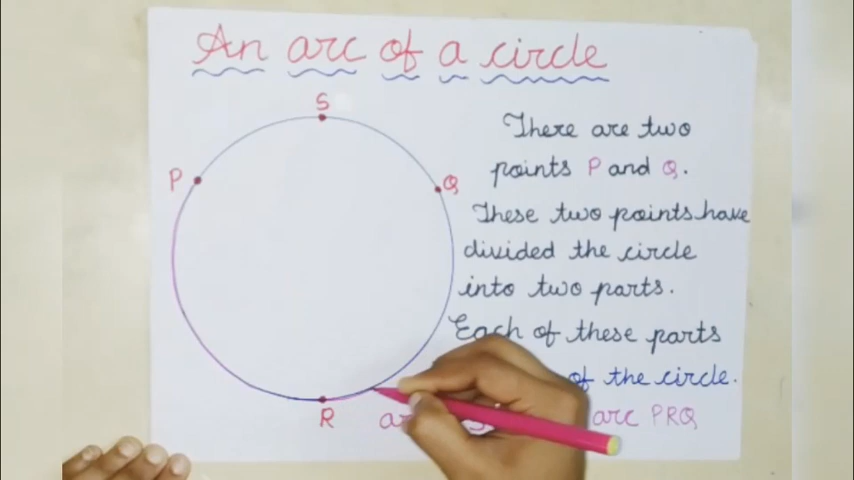 An arc of a circle
S
P
Q
R
There are two
points P and Q.
These two points have
divided the circle
into two parts.
Each of these parts
of the circle.
arc PRQ